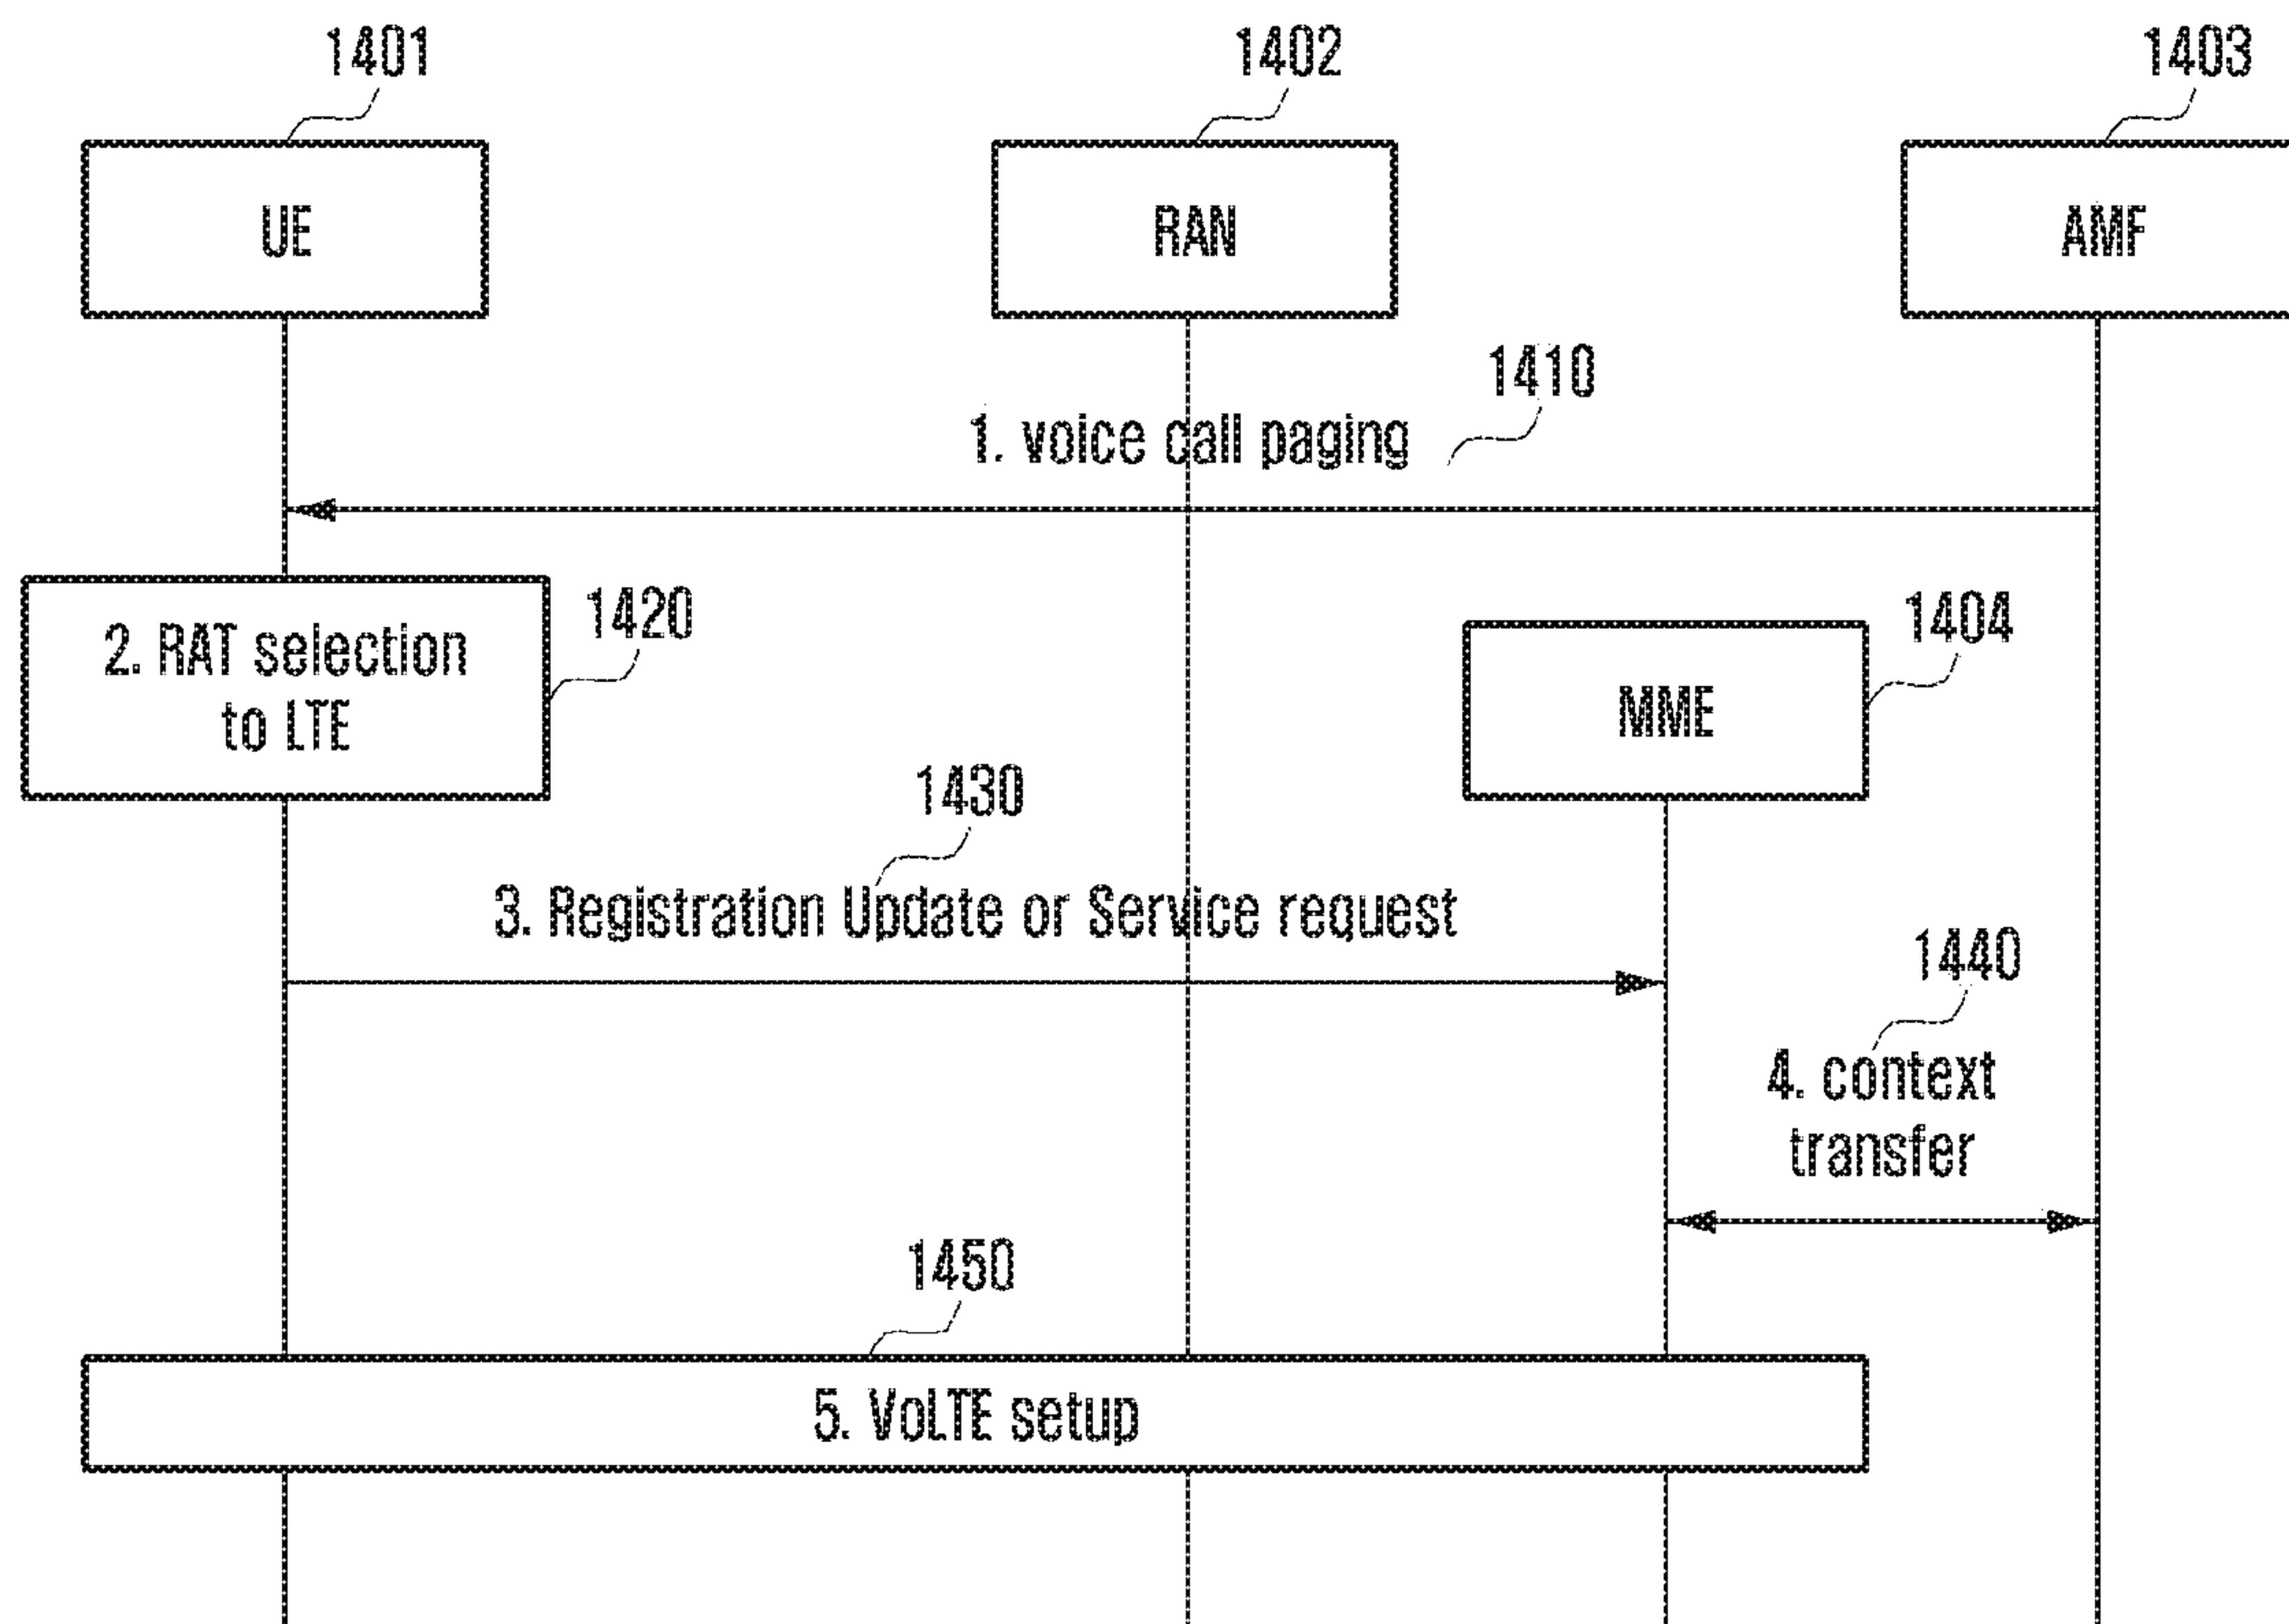 1401
1402
1403
UE
RAN
AMF
1410
1. voice call paging
1420
1404
2. RAT selection
to LTE
MME
1430
3. Registration Update or Service request
1440
4. context
transfer
1450
5. VoLTE setup